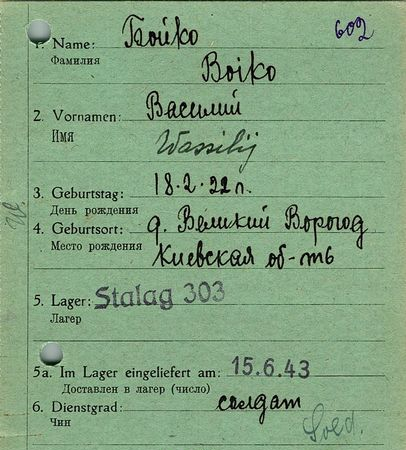 602
1. Name: Бойко
Фамилия
Boiko
2. Vornamen: Василий
Имя
Wassilij
3. Geburtstag: 18.2.22 г.
День рождения
4. Geburtsort: д. Великий Ворогод
Место рождения Киевская об-ть
5. Lager: Stalag 303
Лагер
5a. Im Lager eingeliefert am: 15.6.43
Доставлен в лагер (число)
6. Dienstgrad: солдат
Чин
Sold.